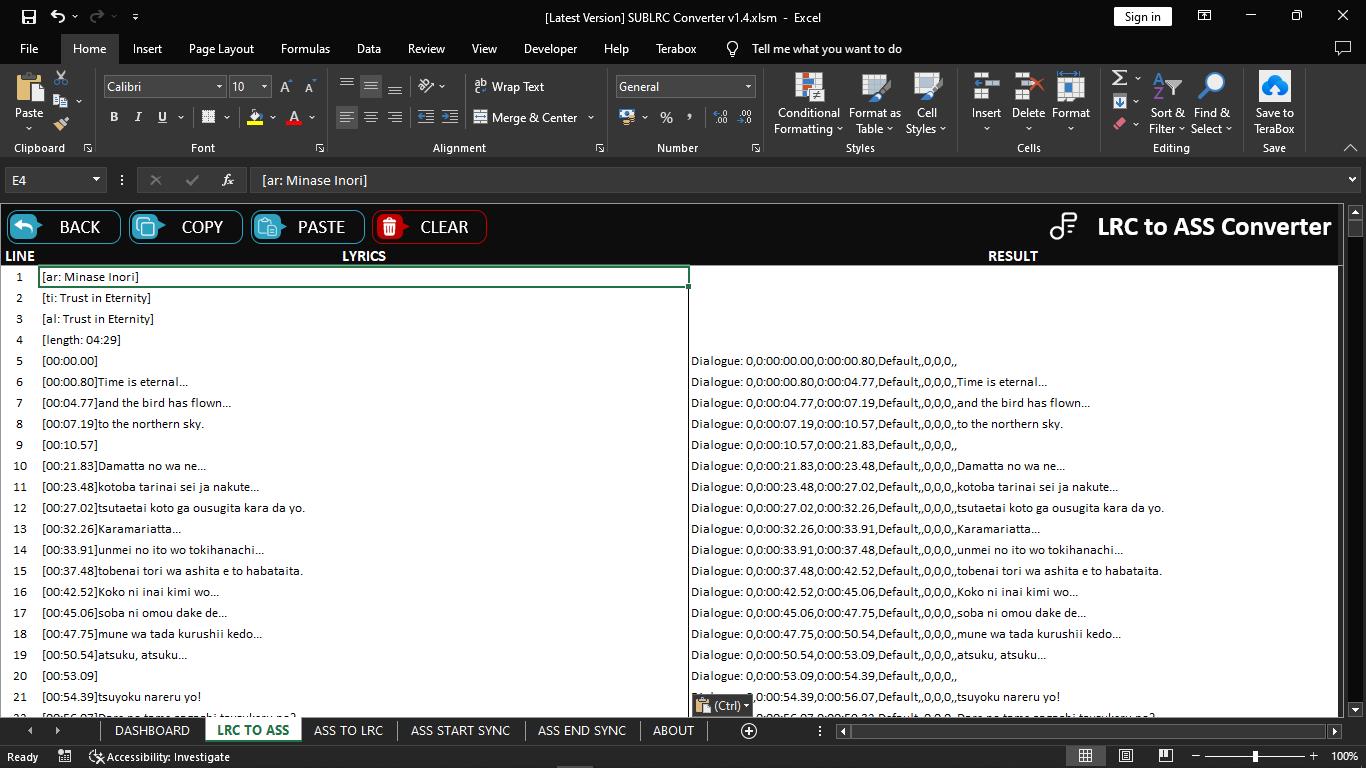 [Latest Version] SUBLRC Converter v1.4.xlsm - Excel
Sign in
File Home Insert Page Layout Formulas Data Review View Developer Help Terabox Tell me what you want to do
Paste
Clipboard
Calibri 10
B I U
Font
Wrap Text
Merge & Center
Alignment
General
Number
Conditional Formatting
Format as Table
Cell Styles
Styles
Insert Delete Format
Cells
Sort & Filter
Find & Select
Editing
Save to TeraBox
Save
E4 fx [ar: Minase Inori]
BACK COPY PASTE CLEAR LRC to ASS Converter
LINE LYRICS RESULT
1 [ar: Minase Inori]
2 [ti: Trust in Eternity]
3 [al: Trust in Eternity]
4 [length: 04:29]
5 [00:00.00] Dialogue: 0,0:00:00.00,0:00:00.80,Default,,0,0,0,,
6 [00:00.80]Time is eternal... Dialogue: 0,0:00:00.80,0:00:04.77,Default,,0,0,0,,Time is eternal...
7 [00:04.77]and the bird has flown... Dialogue: 0,0:00:04.77,0:00:07.19,Default,,0,0,0,,and the bird has flown...
8 [00:07.19]to the northern sky. Dialogue: 0,0:00:07.19,0:00:10.57,Default,,0,0,0,,to the northern sky.
9 [00:10.57] Dialogue: 0,0:00:10.57,0:00:21.83,Default,,0,0,0,,
10 [00:21.83]Damatta no wa ne... Dialogue: 0,0:00:21.83,0:00:23.48,Default,,0,0,0,,Damatta no wa ne...
11 [00:23.48]kotoba tarinai sei ja nakute... Dialogue: 0,0:00:23.48,0:00:27.02,Default,,0,0,0,,kotoba tarinai sei ja nakute...
12 [00:27.02]tsutaetai koto ga ousugita kara da yo. Dialogue: 0,0:00:27.02,0:00:32.26,Default,,0,0,0,,tsutaetai koto ga ousugita kara da yo.
13 [00:32.26]Karamariatta... Dialogue: 0,0:00:32.26,0:00:33.91,Default,,0,0,0,,Karamariatta...
14 [00:33.91]unmei no ito wo tokihanachi... Dialogue: 0,0:00:33.91,0:00:37.48,Default,,0,0,0,,unmei no ito wo tokihanachi...
15 [00:37.48]tobenai tori wa ashita e to habataita. Dialogue: 0,0:00:37.48,0:00:42.52,Default,,0,0,0,,tobenai tori wa ashita e to habataita.
16 [00:42.52]Koko ni inai kimi wo... Dialogue: 0,0:00:42.52,0:00:45.06,Default,,0,0,0,,Koko ni inai kimi wo...
17 [00:45.06]soba ni omou dake de... Dialogue: 0,0:00:45.06,0:00:47.75,Default,,0,0,0,,soba ni omou dake de...
18 [00:47.75]mune wa tada kurushii kedo... Dialogue: 0,0:00:47.75,0:00:50.54,Default,,0,0,0,,mune wa tada kurushii kedo...
19 [00:50.54]atsuku, atsuku... Dialogue: 0,0:00:50.54,0:00:53.09,Default,,0,0,0,,atsuku, atsuku...
20 [00:53.09] Dialogue: 0,0:00:53.09,0:00:54.39,Default,,0,0,0,,
21 [00:54.39]tsuyoku nareru yo! 0,0:00:54.39,0:00:56.07,Default,,0,0,0,,tsuyoku nareru yo!
(Ctrl)
DASHBOARD LRC TO ASS ASS TO LRC ASS START SYNC ASS END SYNC ABOUT
Ready Accessibility: Investigate 100%